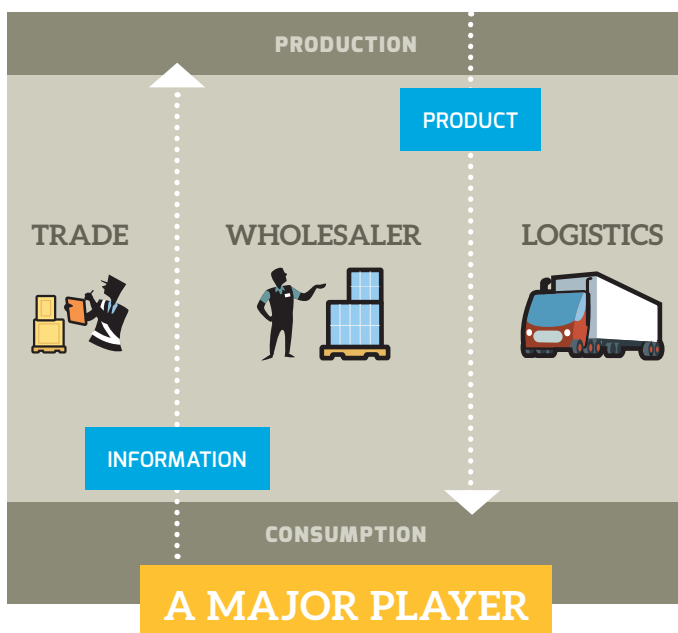 PRODUCTION
PRODUCT
TRADE
WHOLESALER
LOGISTICS
INFORMATION
CONSUMPTION
A MAJOR PLAYER